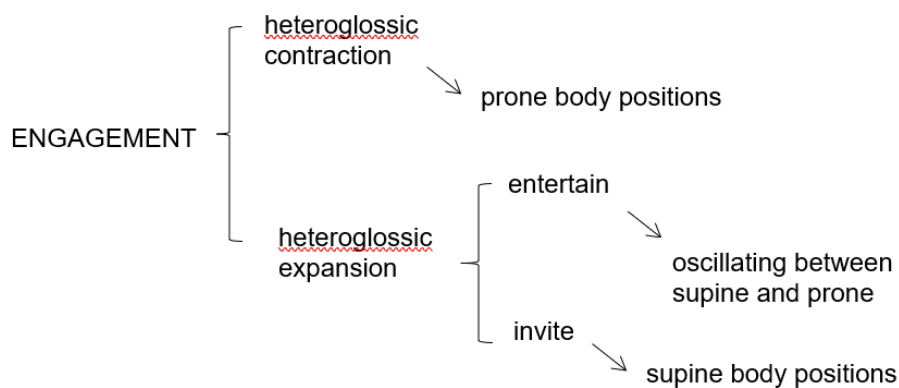 heteroglossic
contraction
prone body positions
ENGAGEMENT
entertain
heteroglossic
expansion
oscillating between
supine and prone
invite
supine body positions